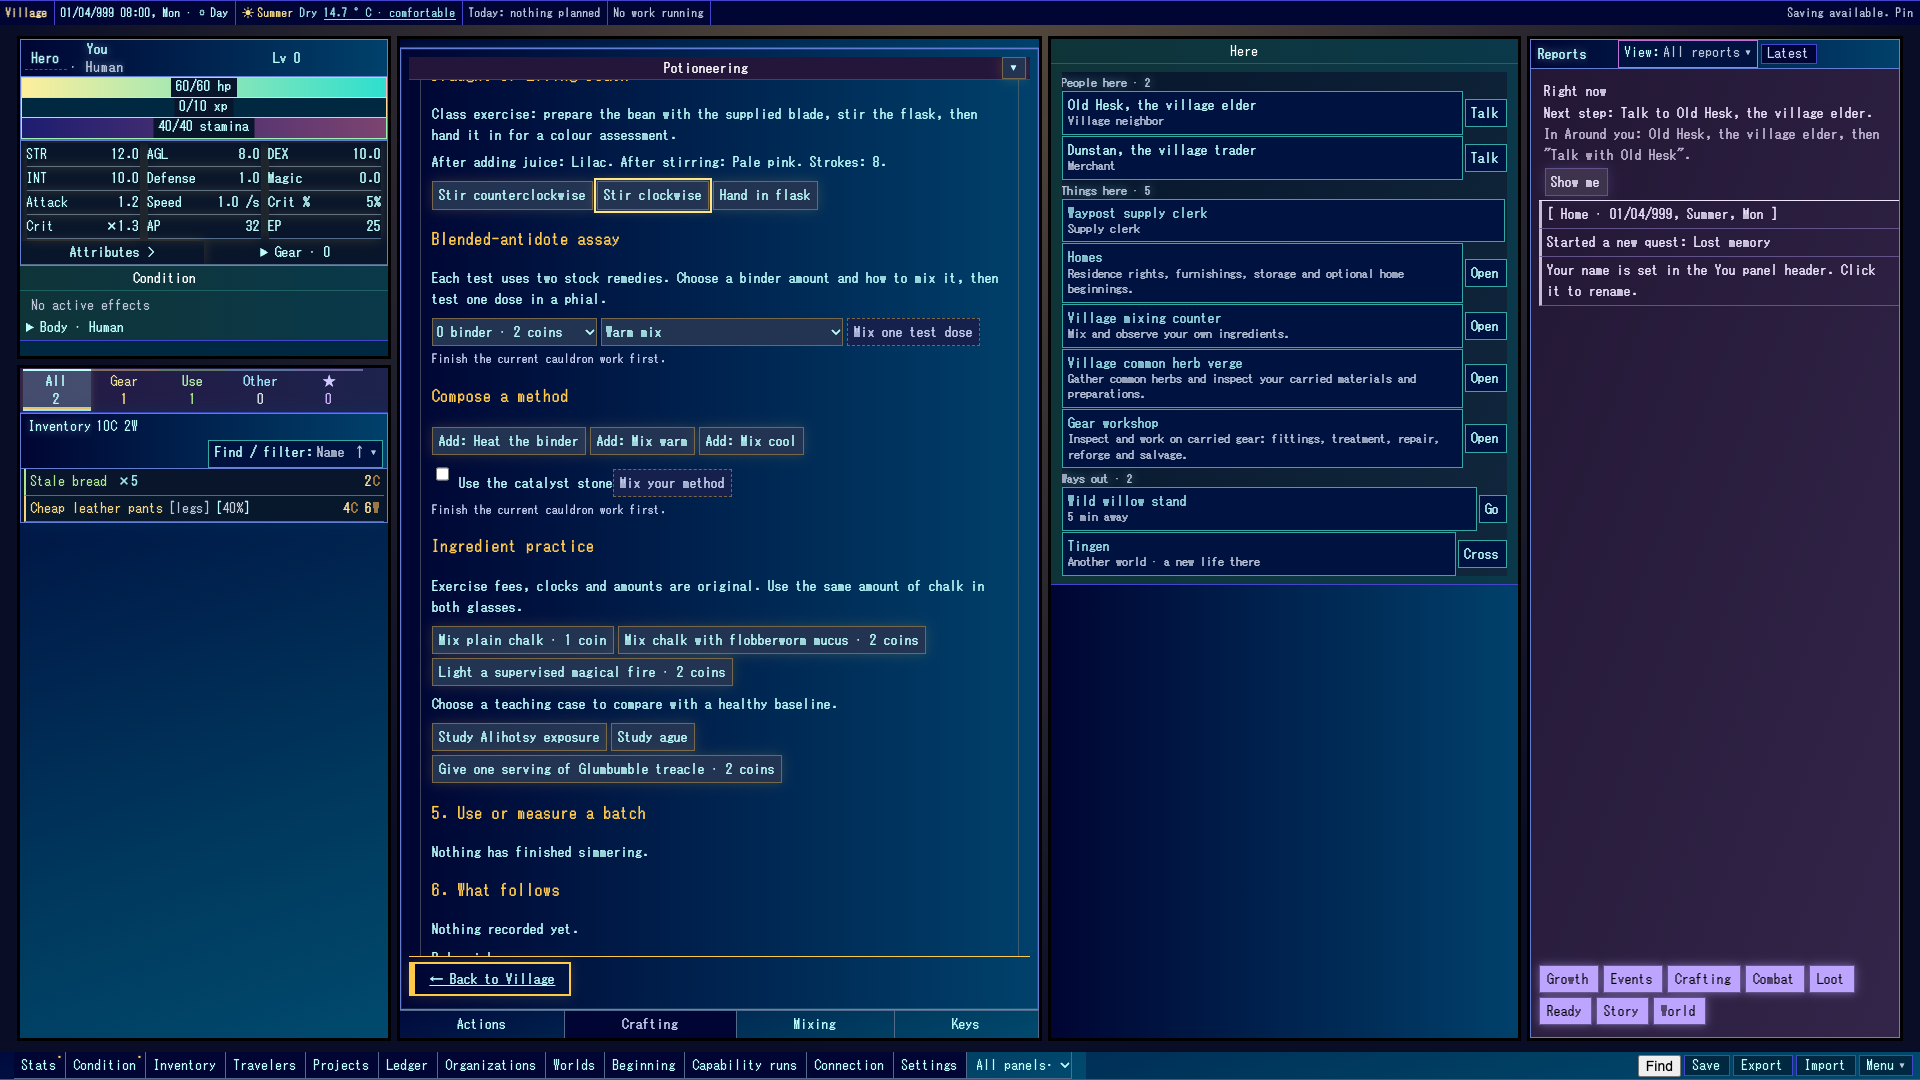 Village 01/04/999 08:00, Mon · ☼ Day ☀ Summer Dry 14.7 ° C · comfortable Today: nothing planned No work running Saving available. Pin
Hero · You Human Lv 0
60/60 hp
0/10 xp
40/40 stamina
STR 12.0 AGL 8.0 DEX 10.0
INT 10.0 Defense 1.0 Magic 0.0
Attack 1.2 Speed 1.0 /s Crit % 5%
Crit ×1.3 AP 32 EP 25
Attributes > ▶ Gear · 0
Condition
No active effects
▶ Body · Human
All 2 Gear 1 Use 1 Other 0 ★ 0
Inventory 10C 2W
Find / filter: Name ↑ ▾
Stale bread ×5 2C
Cheap leather pants [legs] [40%] 4C 6W
Potioneering ▾
Class exercise: prepare the bean with the supplied blade, stir the flask, then
hand it in for a colour assessment.
After adding juice: Lilac. After stirring: Pale pink. Strokes: 8.
Stir counterclockwise Stir clockwise Hand in flask
Blended-antidote assay
Each test uses two stock remedies. Choose a binder amount and how to mix it, then
test one dose in a phial.
0 binder · 2 coins Warm mix Mix one test dose
Finish the current cauldron work first.
Compose a method
Add: Heat the binder Add: Mix warm Add: Mix cool
Use the catalyst stone Mix your method
Finish the current cauldron work first.
Ingredient practice
Exercise fees, clocks and amounts are original. Use the same amount of chalk in
both glasses.
Mix plain chalk · 1 coin Mix chalk with flobberworm mucus · 2 coins
Light a supervised magical fire · 2 coins
Choose a teaching case to compare with a healthy baseline.
Study Alihotsy exposure Study ague
Give one serving of Glumbumble treacle · 2 coins
5. Use or measure a batch
Nothing has finished simmering.
6. What follows
Nothing recorded yet.
← Back to Village
Actions Crafting Mixing Keys
Here
People here · 2
Old Hesk, the village elder
Village neighbor
Talk
Dunstan, the village trader
Merchant
Talk
Things here · 5
Waypost supply clerk
Supply clerk
Homes
Residence rights, furnishings, storage and optional home
beginnings.
Open
Village mixing counter
Mix and observe your own ingredients.
Open
Village common herb verge
Gather common herbs and inspect your carried materials and
preparations.
Open
Gear workshop
Inspect and work on carried gear: fittings, treatment, repair,
reforge and salvage.
Open
Ways out · 2
Wild willow stand
5 min away
Go
Tingen
Another world · a new life there
Cross
Reports View: All reports ▾ Latest
Right now
Next step: Talk to Old Hesk, the village elder.
In Around you: Old Hesk, the village elder, then
"Talk with Old Hesk".
Show me
[ Home · 01/04/999, Summer, Mon ]
Started a new quest: Lost memory
Your name is set in the You panel header. Click
it to rename.
Growth Events Crafting Combat Loot
Ready Story World
Stats Condition Inventory Travelers Projects Ledger Organizations Worlds Beginning Capability runs Connection Settings All panels· Find Save Export Import Menu ▾